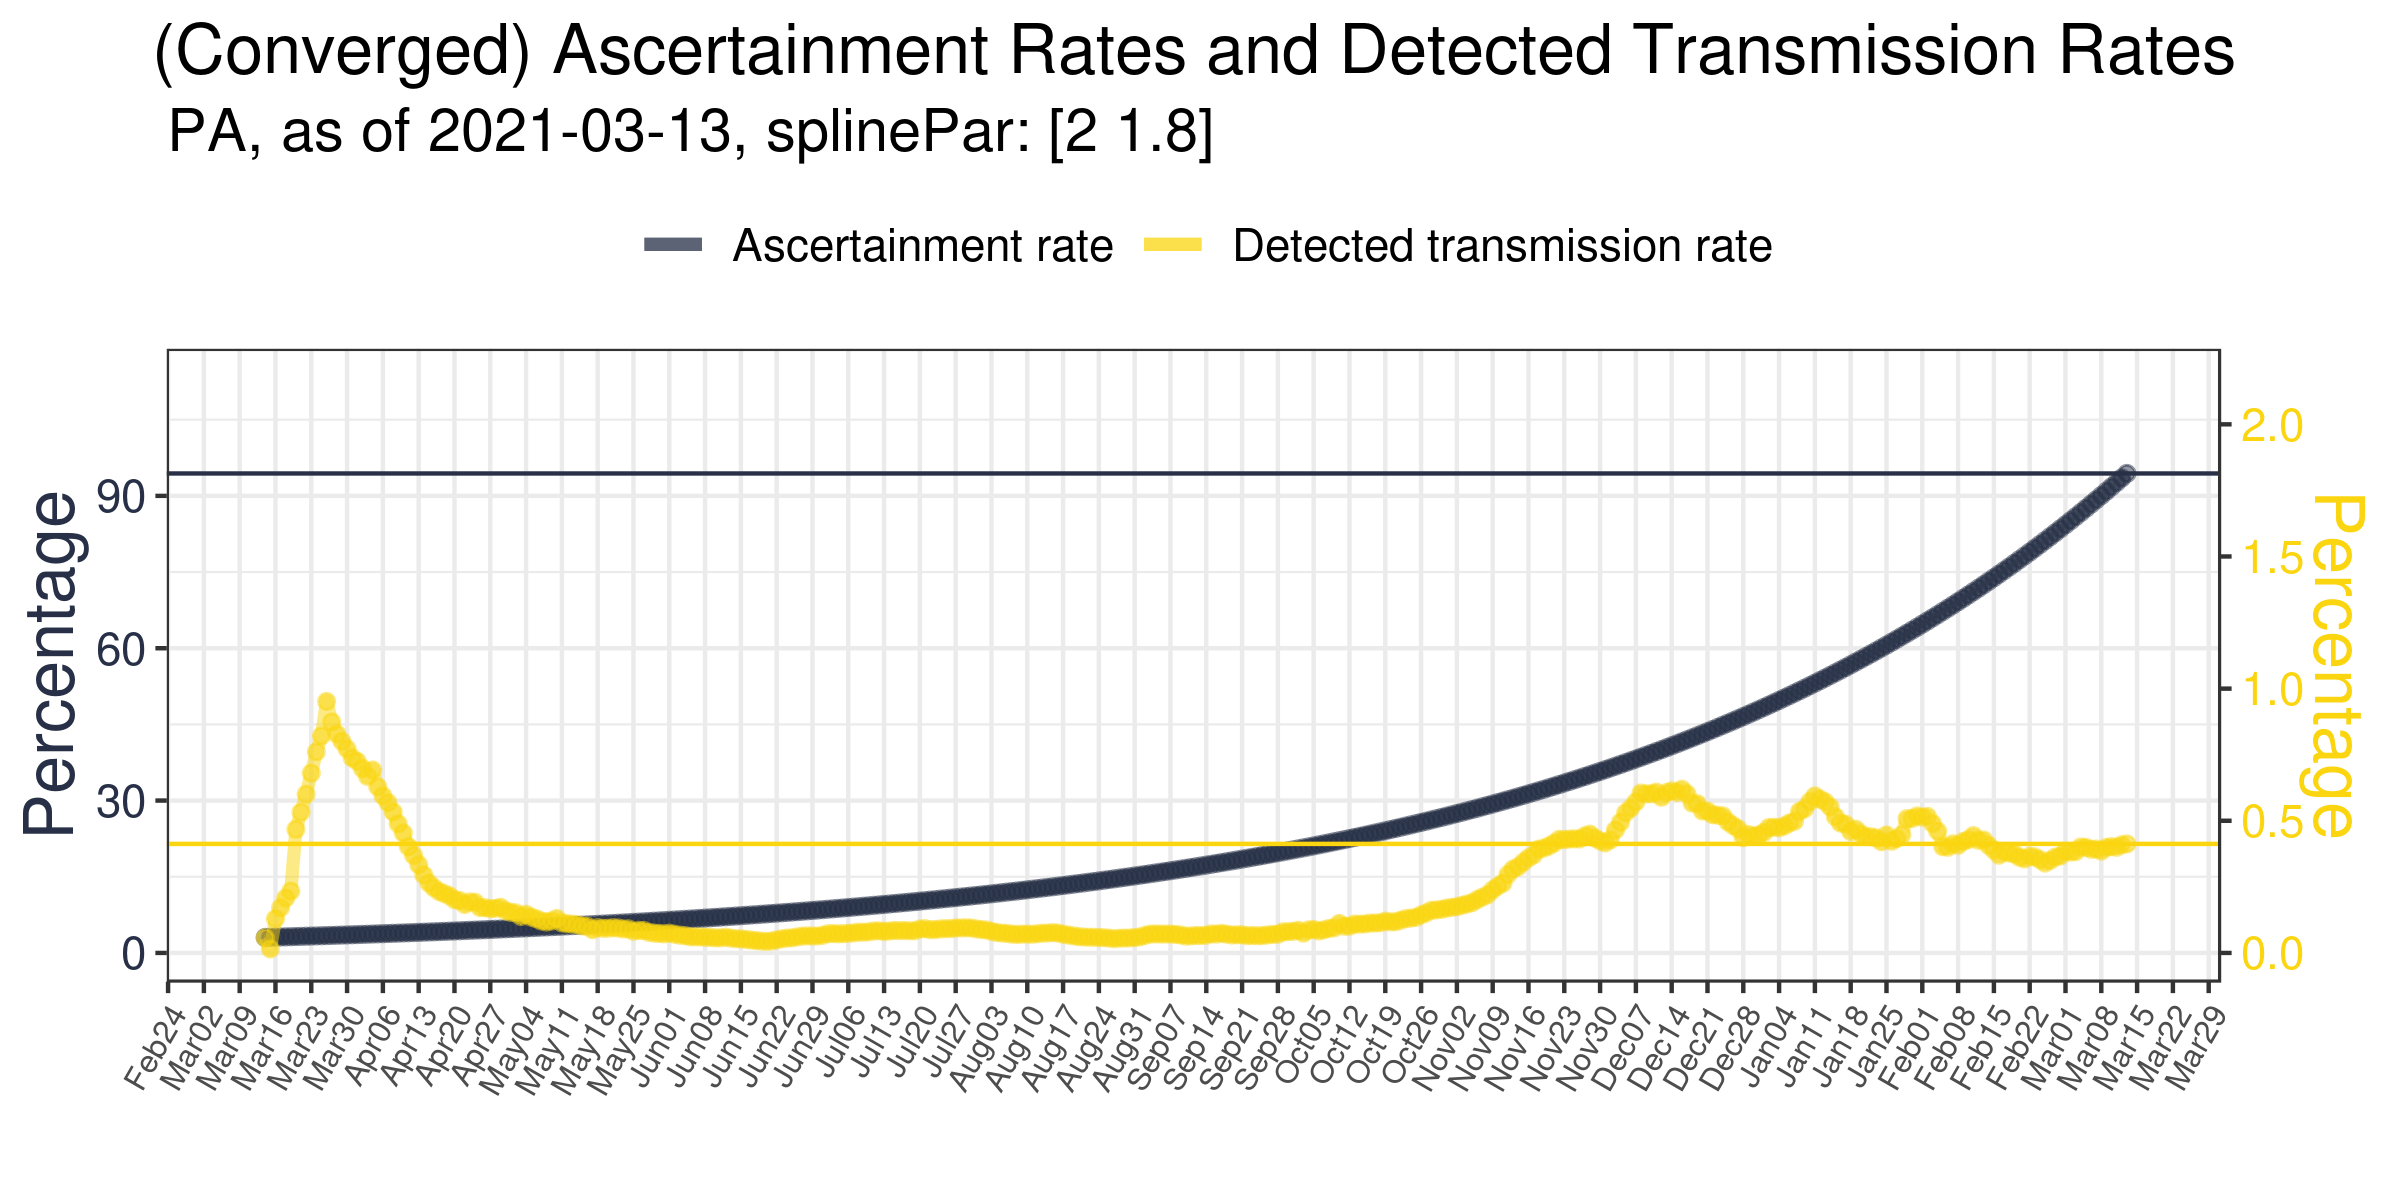 (Converged) Ascertainment Rates and Detected Transmission Rates
PA, as of 2021-03-13, splinePar: [2 1.8]
Ascertainment rate
Detected transmission rate
Percentage
90
60
30
0
2.0
1.5
1.0
0.5
0.0
Percentage
Feb24
Mar02
Mar09
Mar16
Mar23
Mar30
Apr06
Apr13
Apr20
Apr27
May04
May11
May18
May25
Jun01
Jun08
Jun15
Jun22
Jun29
Jul06
Jul13
Jul20
Jul27
Aug03
Aug10
Aug17
Aug24
Aug31
Sep07
Sep14
Sep21
Sep28
Oct05
Oct12
Oct19
Oct26
Nov02
Nov09
Nov16
Nov23
Nov30
Dec07
Dec14
Dec21
Dec28
Jan04
Jan11
Jan18
Jan25
Feb01
Feb08
Feb15
Feb22
Mar01
Mar08
Mar15
Mar22
Mar29